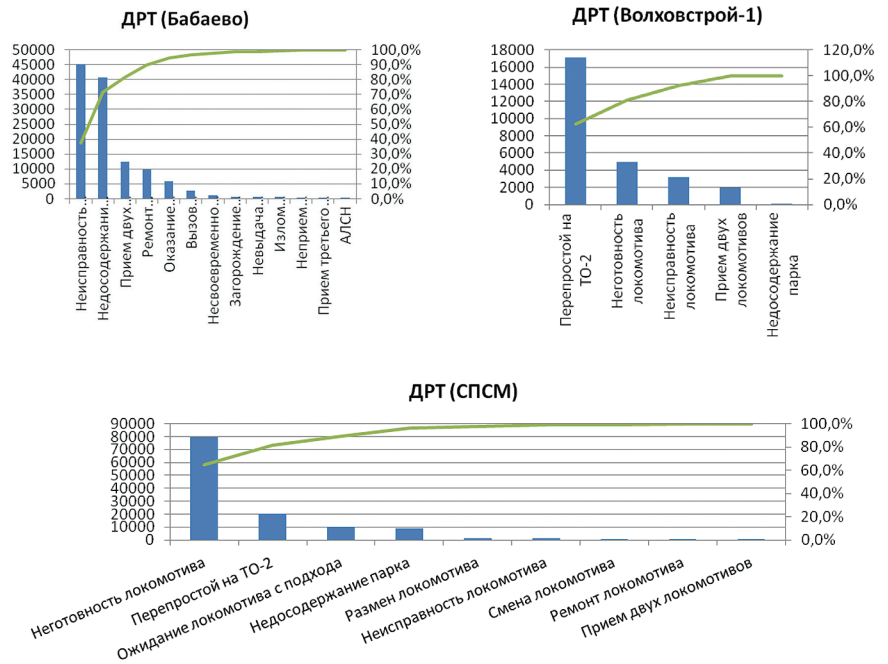 ДРТ (Бабаево)
50000
45000
40000
35000
30000
25000
20000
15000
10000
5000
0
100,0%
90,0%
80,0%
70,0%
60,0%
50,0%
40,0%
30,0%
20,0%
10,0%
0,0%
Неисправность..
Недосодержани..
Прием двух..
Ремонт..
Оказание..
Вызов..
Несвоевременно..
Загорождение..
Невыдача..
Излом..
Неприем..
Прием третьего..
АЛСН
ДРТ (Волховстрой-1)
18000
16000
14000
12000
10000
8000
6000
4000
2000
0
120,0%
100,0%
80,0%
60,0%
40,0%
20,0%
0,0%
Перепростой на
ТО-2
Неготовность
локомотива
Неисправность
локомотива
Прием двух
локомотивов
Недосодержание
парка
ДРТ (СПСМ)
90000
80000
70000
60000
50000
40000
30000
20000
10000
0
100,0%
80,0%
60,0%
40,0%
20,0%
0,0%
Неготовность локомотива
Перепростой на ТО-2
Ожидание локомотива с подхода
Недосодержание парка
Размен локомотива
Неисправность локомотива
Смена локомотива
Ремонт локомотива
Прием двух локомотивов